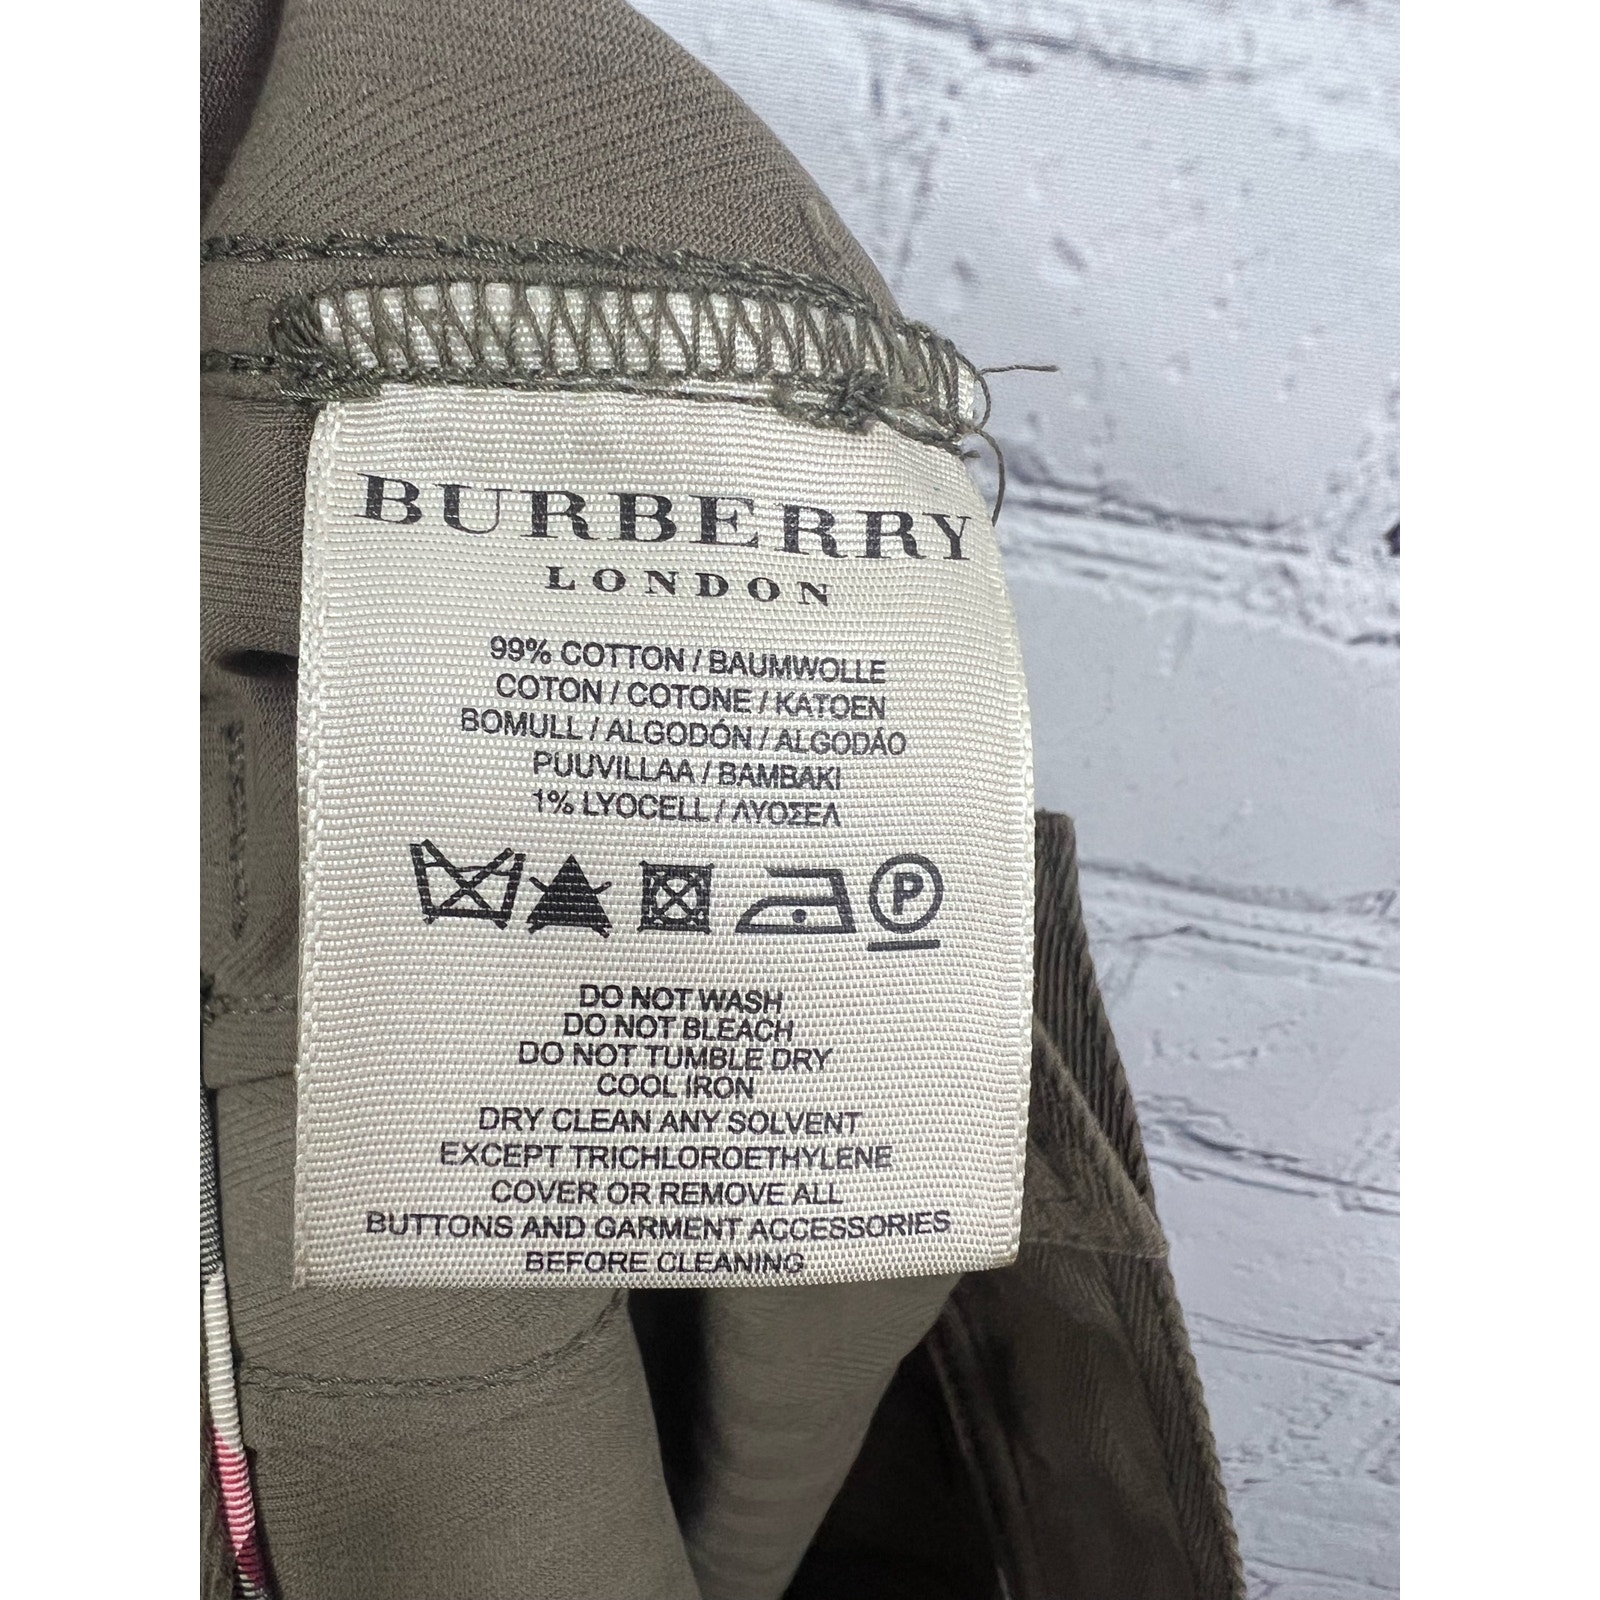 BURBERRY
LONDON
99% COTTON / BAUMWOLLE
COTON / COTONE / KATOEN
BOMULL / ALGODÓN / ALGODÃO
PUUVILLAA / BAMBAKI
1% LYOCELL / ΛΥΟΣΕΛ
P
DO NOT WASH
DO NOT BLEACH
DO NOT TUMBLE DRY
COOL IRON
DRY CLEAN ANY SOLVENT
EXCEPT TRICHLOROETHYLENE
COVER OR REMOVE ALL
BUTTONS AND GARMENT ACCESSORIES
BEFORE CLEANING